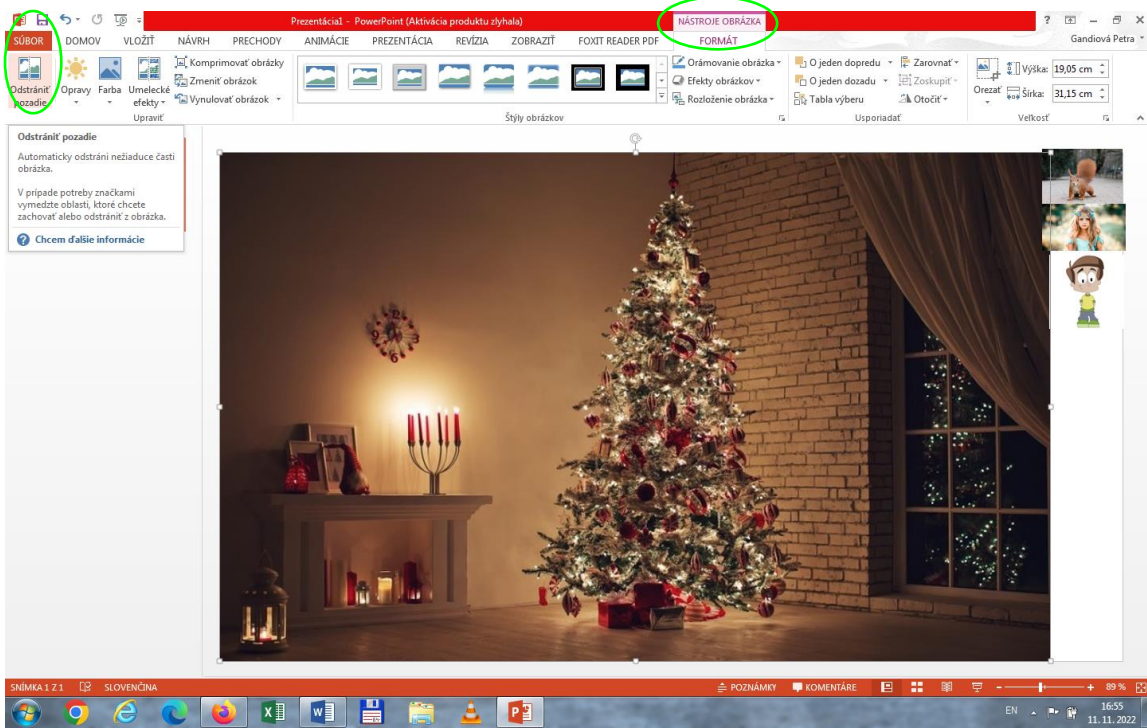 Prezentácia1 - PowerPoint (Aktivácia produktu zlyhala)
NÁSTROJE OBRÁZKA
SÚBOR DOMOV VLOŽIŤ NÁVRH PRECHODY ANIMÁCIE PREZENTÁCIA REVÍZIA ZOBRAZIŤ FOXIT READER PDF FORMÁT
Gandiová Petra
Odstrániť pozadie
Opravy
Farba
Umelecké efekty
Komprimovať obrázky
Zmeniť obrázok
Vynulovať obrázok
Orámovanie obrázka
Efekty obrázkov
Rozloženie obrázka
O jeden dopredu
O jeden dozadu
Tabla výberu
Zarovnať
Zoskupiť
Otočiť
Orezať
Výška: 19,05 cm
Šírka: 31,15 cm
Upraviť Štýly obrázkov Usporiadať Veľkosť
Odstrániť pozadie
Automaticky odstráni nežiaduce časti
obrázka.
V prípade potreby značkami
vymedzte oblasti, ktoré chcete
zachovať alebo odstrániť z obrázka.
Chcem ďalšie informácie
SNÍMKA 1 Z 1 SLOVENČINA POZNÁMKY KOMENTÁRE 89 %
EN 16:55
11. 11. 2022